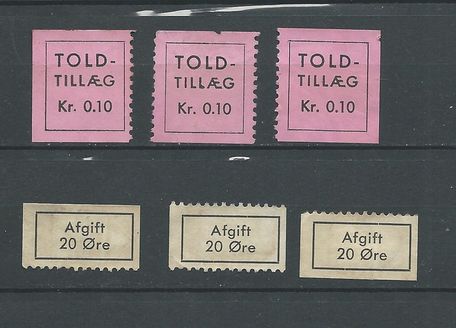 TOLD-
TILLÆG
Kr. 0.10
TOLD-
TILLÆG
Kr. 0.10
TOLD-
TILLÆG
Kr. 0.10
Afgift
20 Øre
Afgift
20 Øre
Afgift
20 Øre